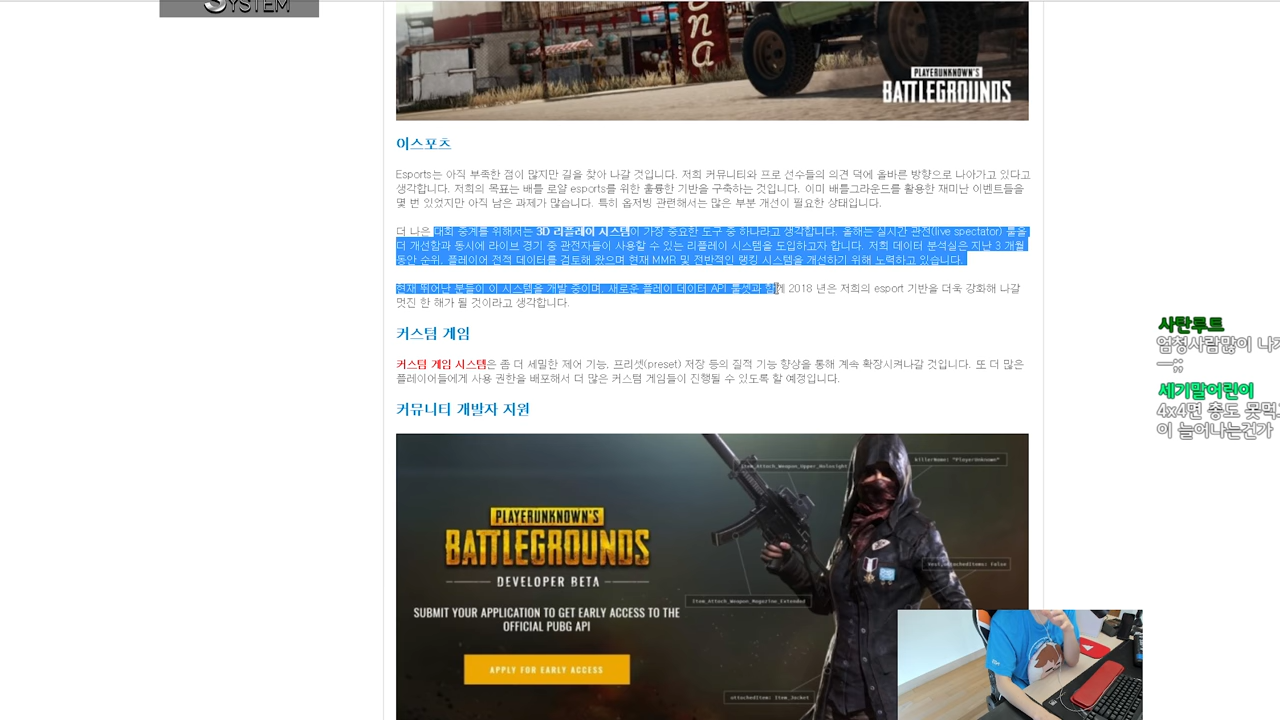 SYSTEM
ona
PLAYERUNKNOWN'S
BATTLEGROUNDS
이스포츠
Esports는 아직 부족한 점이 많지만 길을 찾아 나갈 것입니다. 저희 커뮤니티와 프로 선수들의 의견 덕에 올바른 방향으로 나아가고 있다고
생각합니다. 저희의 목표는 배틀 로얄 esports를 위한 훌륭한 기반을 구축하는 것입니다. 이미 배틀그라운드를 활용한 재미난 이벤트들을
몇 번 있었지만 아직 남은 과제가 많습니다. 특히 옵저빙 관련해서는 많은 부분 개선이 필요한 상태입니다.
더 나은 대회 중계를 위해서는 3D 리플레이 시스템이 가장 중요한 도구 중 하나라고 생각합니다. 올해는 실시간 관전(live spectator) 툴을
더 개선함과 동시에 라이브 경기 중 관전자들이 사용할 수 있는 리플레이 시스템을 도입하고자 합니다. 저희 데이터 분석실은 지난 3 개월
동안 순위, 플레이어 전적 데이터를 검토해 왔으며 현재 MMR 및 전반적인 랭킹 시스템을 개선하기 위해 노력하고 있습니다.
현재 뛰어난 분들이 이 시스템을 개발 중이며, 새로운 플레이 데이터 API 툴셋과 함께 2018 년은 저희의 esport 기반을 더욱 강화해 나갈
멋진 한 해가 될 것이라고 생각합니다.
커스텀 게임
커스텀 게임 시스템은 좀 더 세밀한 제어 기능, 프리셋(preset) 저장 등의 질적 기능 향상을 통해 계속 확장시켜나갈 것입니다. 또 더 많은
플레이어들에게 사용 권한을 배포해서 더 많은 커스텀 게임들이 진행될 수 있도록 할 예정입니다.
커뮤니티 개발자 지원
PLAYERUNKNOWN'S
BATTLEGROUNDS
DEVELOPER BETA
SUBMIT YOUR APPLICATION TO GET EARLY ACCESS TO THE
OFFICIAL PUBG API
APPLY FOR EARLY ACCESS
Item_Attach_Weapon_Upper_Holosight
killerName: "PlayerUnknown"
Item_Attach_Weapon_Magazine_Extended
attachedItem: Item_Jacket
사탄루트
엄청사람많이 나가
ㅡ;;
세기말어린이
4x4면 총도 못먹
이 늘어나는건가